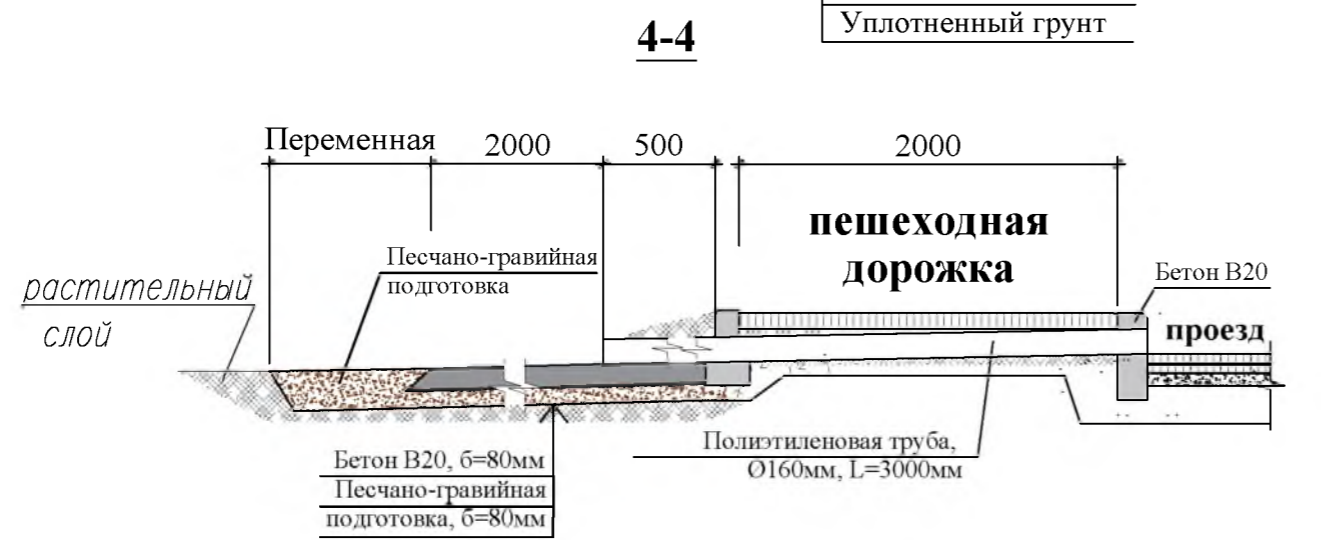 Уплотненный грунт
4-4
Переменная
2000
500
2000
пешеходная
дорожка
Песчано-гравийная
подготовка
растительный
слой
Бетон В20
проезд
Полиэтиленовая труба,
Ø160мм, L=3000мм
Бетон В20, б=80мм
Песчано-гравийная
подготовка, б=80мм